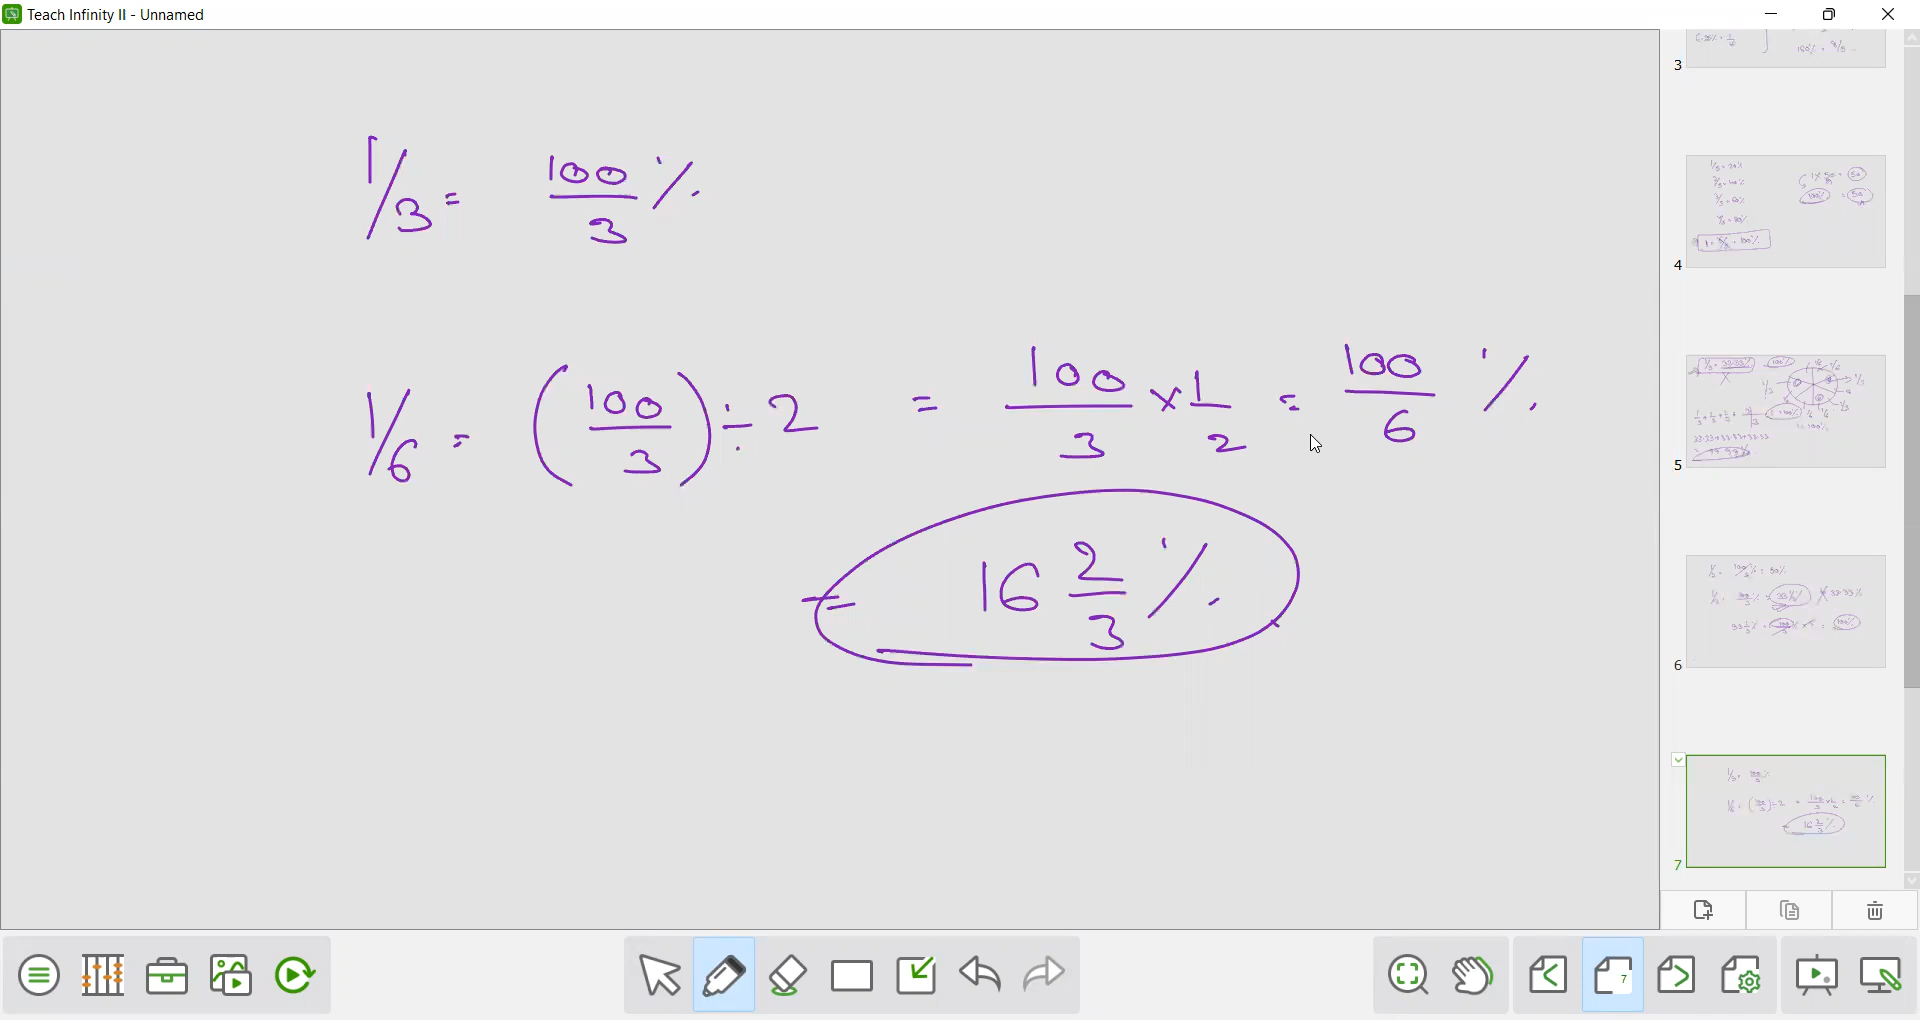 Teach Infinity II - Unnamed
1/3 = 100/3 %
1/6 = (100/3) ÷ 2 = 100/3 × 1/2 = 100/6 %
= 16 2/3 %
3
4
5
6
7
7